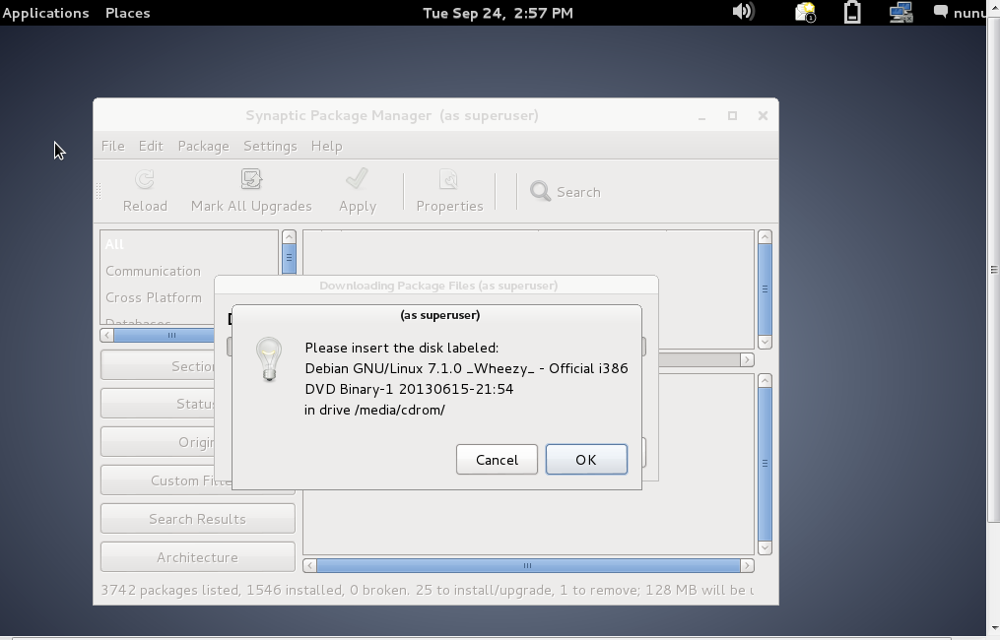 Applications Places Tue Sep 24, 2:57 PM 1 nunu
Synaptic Package Manager (as superuser)
File Edit Package Settings Help
Reload Mark All Upgrades Apply Properties Search
All
Communication
Cross Platform
Databases
Downloading Package Files (as superuser)
(as superuser)
Please insert the disk labeled:
Debian GNU/Linux 7.1.0 _Wheezy_ - Official i386
DVD Binary-1 20130615-21:54
in drive /media/cdrom/
Cancel OK
Section
Status
Origin
Custom Filte
Search Results
Architecture
3742 packages listed, 1546 installed, 0 broken. 25 to install/upgrade, 1 to remove; 128 MB will be u